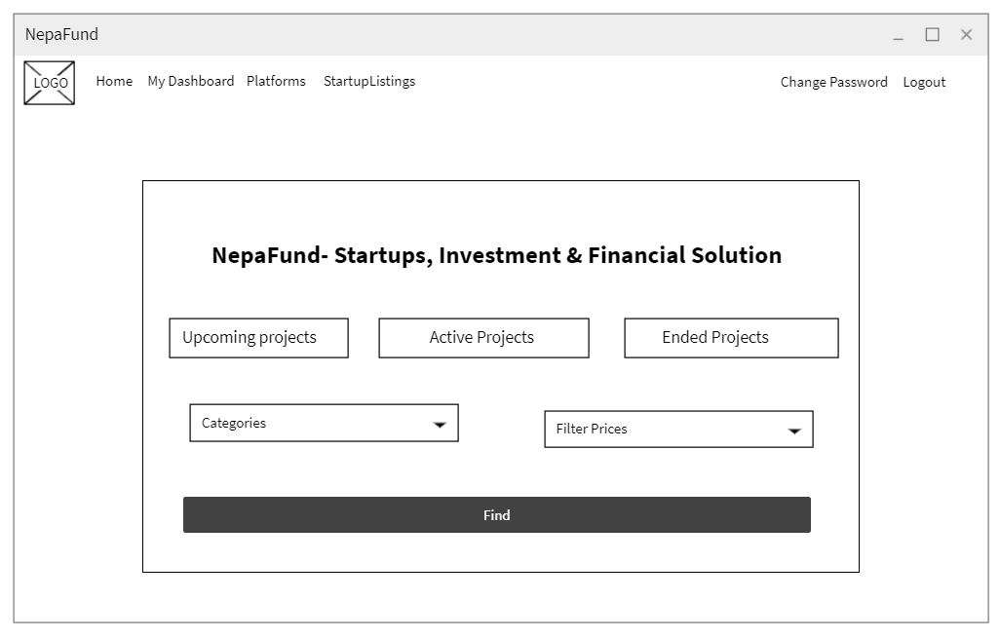 NepaFund
LOGO Home My Dashboard Platforms StartupListings Change Password Logout
NepaFund- Startups, Investment & Financial Solution
Upcoming projects Active Projects Ended Projects
Categories Filter Prices
Find